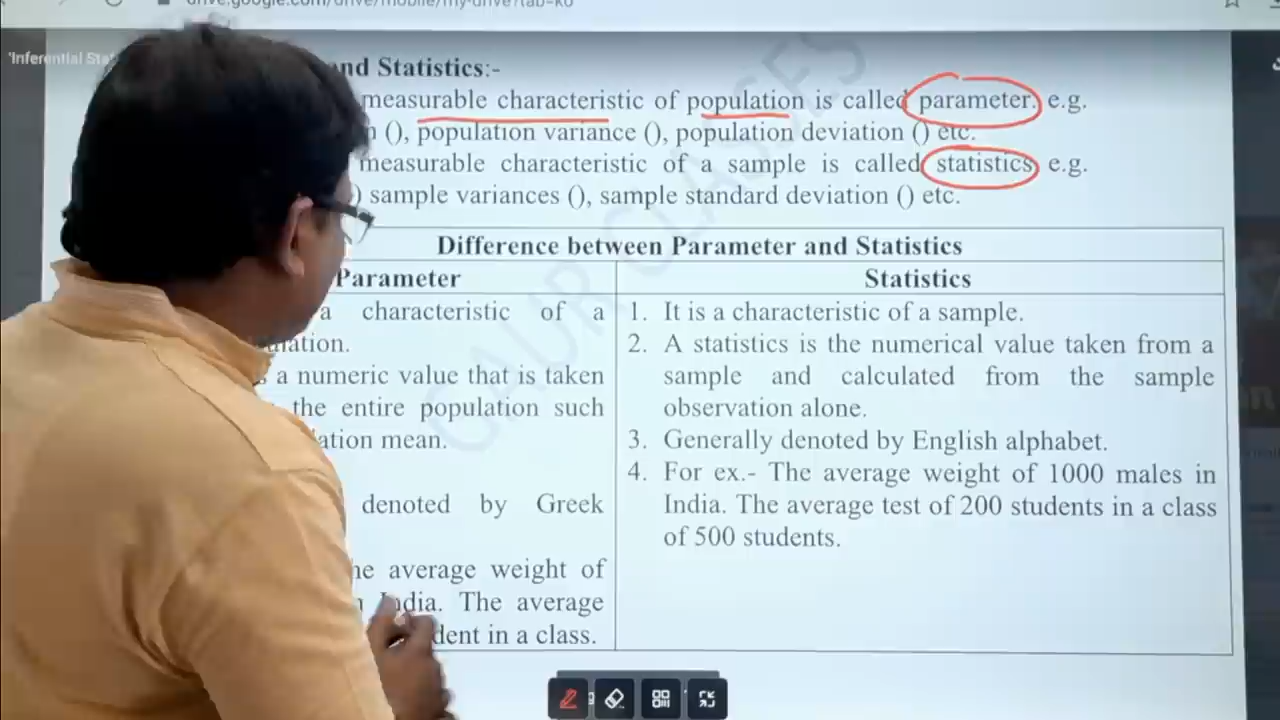 drive.google.com/drive/mobile/my-drive?tab=ko
'Inferential Sta
and Statistics:-
measurable characteristic of population is called parameter. e.g.
(), population variance (), population deviation () etc.
measurable characteristic of a sample is called statistics e.g.
) sample variances (), sample standard deviation () etc.
Difference between Parameter and Statistics
Parameter
Statistics
a characteristic of a
a numeric value that is taken
the entire population such
mean.
denoted by Greek
average weight of
India. The average
in a class.
1. It is a characteristic of a sample.
2. A statistics is the numerical value taken from a
sample and calculated from the sample
observation alone.
3. Generally denoted by English alphabet.
4. For ex.- The average weight of 1000 males in
India. The average test of 200 students in a class
of 500 students.
GAUR CLASSES